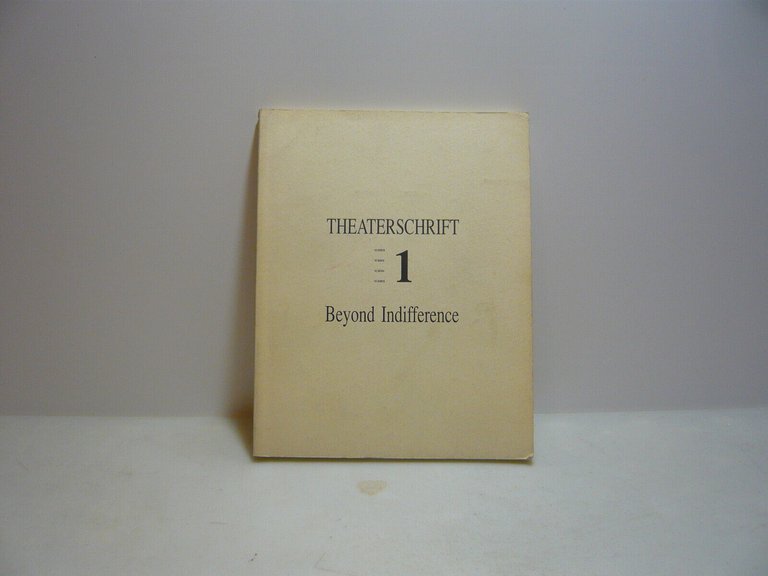 THEATERSCHRIFT
1
Beyond Indifference